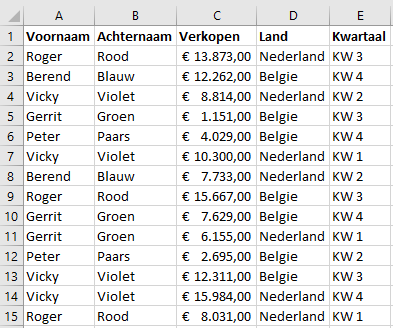 A B C D E
1 Voornaam Achternaam Verkopen Land Kwartaal
2 Roger Rood € 13.873,00 Nederland KW 3
3 Berend Blauw € 12.262,00 Belgie KW 4
4 Vicky Violet € 8.814,00 Nederland KW 2
5 Gerrit Groen € 1.151,00 Belgie KW 3
6 Peter Paars € 4.029,00 Belgie KW 4
7 Vicky Violet € 10.300,00 Nederland KW 1
8 Berend Blauw € 7.733,00 Nederland KW 2
9 Roger Rood € 15.667,00 Belgie KW 3
10 Gerrit Groen € 7.629,00 Belgie KW 4
11 Gerrit Groen € 6.155,00 Nederland KW 1
12 Peter Paars € 2.695,00 Belgie KW 2
13 Vicky Violet € 12.311,00 Belgie KW 3
14 Vicky Violet € 15.984,00 Nederland KW 4
15 Roger Rood € 8.031,00 Nederland KW 1